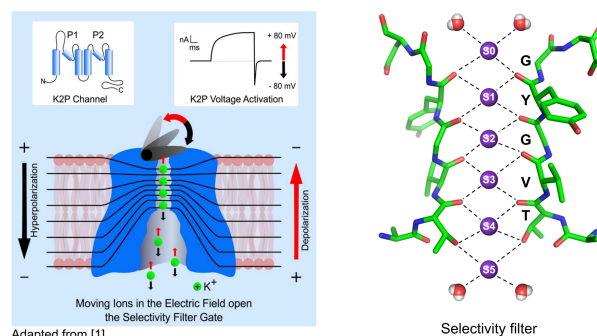 P1 P2
N
C
K2P Channel
nA
ms
+ 80 mV
- 80 mV
K2P Voltage Activation
+
-
Hyperpolarization
Depolarization
-
+
+ K+
Moving Ions in the Electric Field open
the Selectivity Filter Gate
Adapted from [1]
S0
G
S1
Y
S2
G
S3
V
T
S4
S5
Selectivity filter